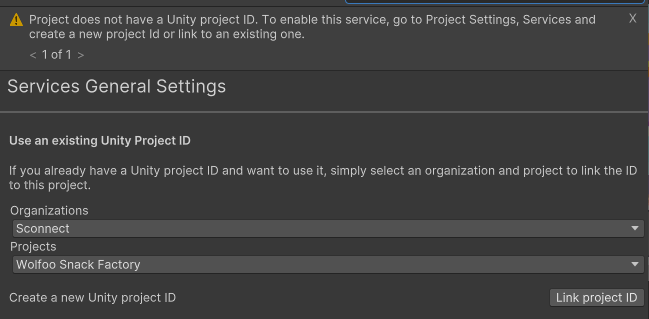 Project does not have a Unity project ID. To enable this service, go to Project Settings, Services and
create a new project Id or link to an existing one.
X
< 1 of 1 >
Services General Settings
Use an existing Unity Project ID
If you already have a Unity project ID and want to use it, simply select an organization and project to link the ID
to this project.
Organizations
Sconnect
Projects
Wolfoo Snack Factory
Create a new Unity project ID
Link project ID